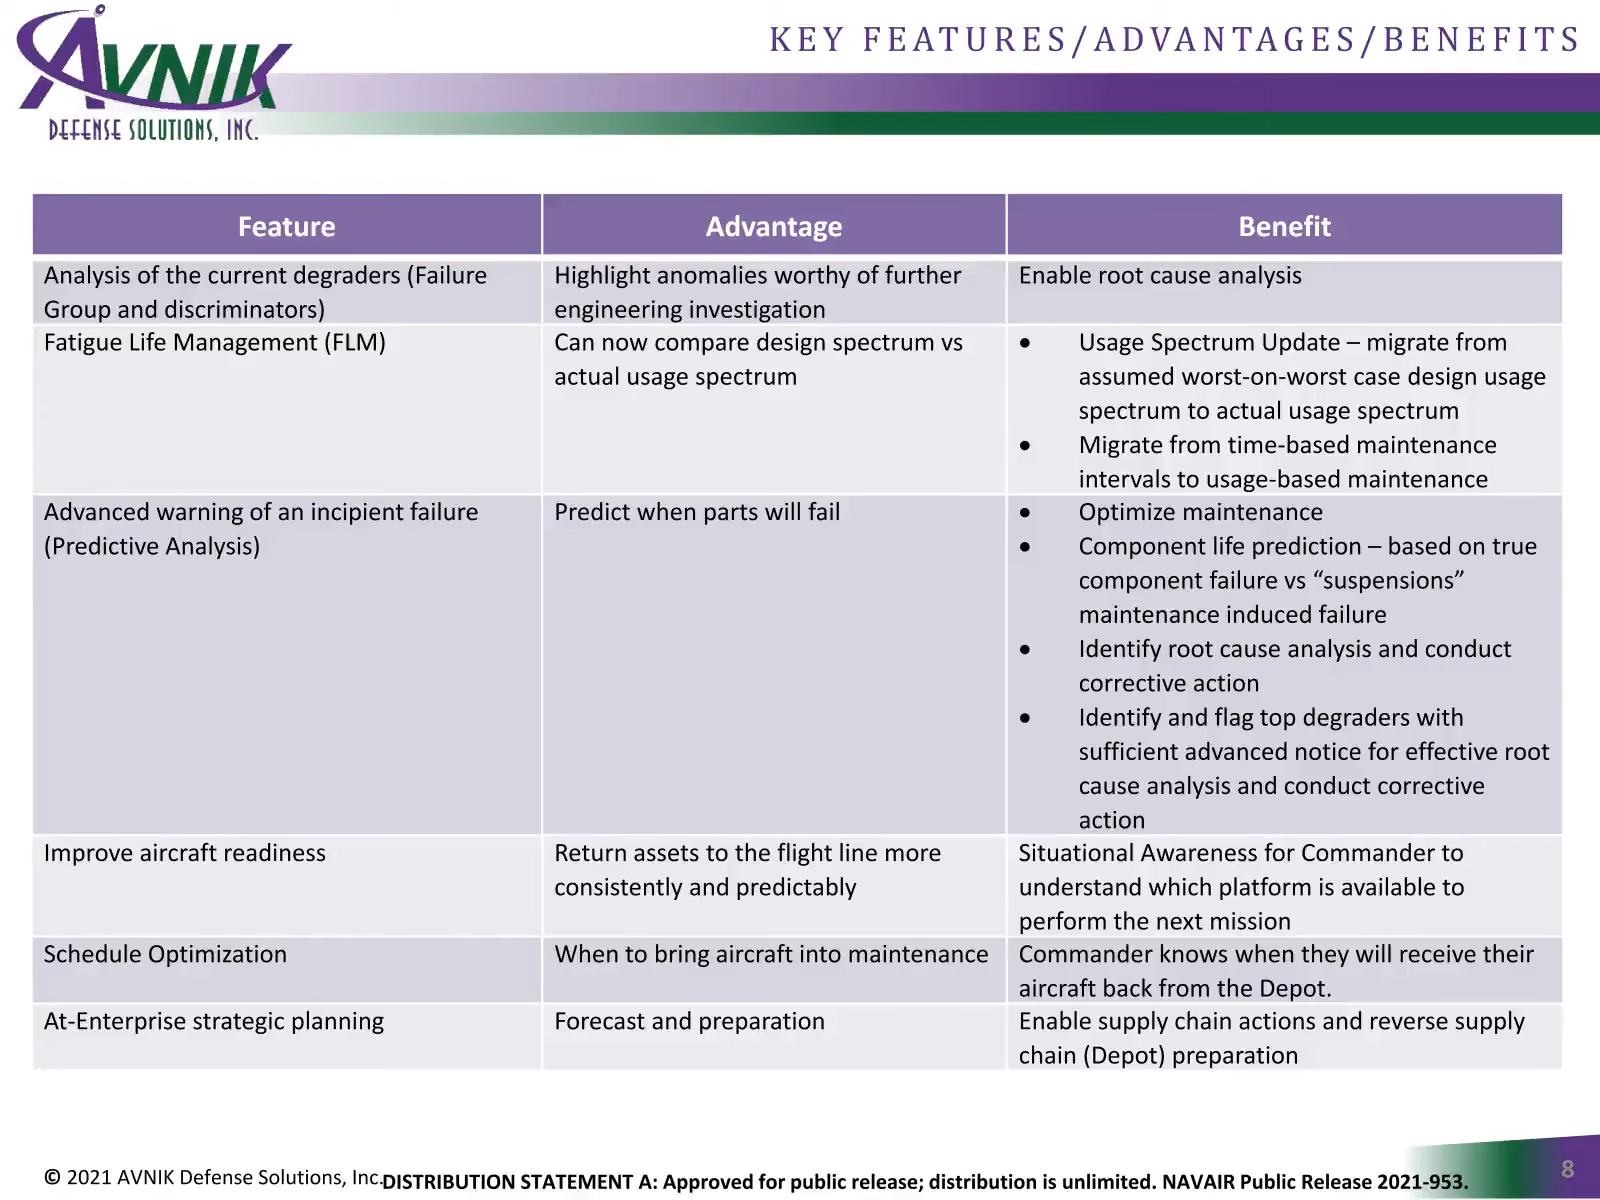 AVNIK
DEFENSE SOLUTIONS, INC.
KEY FEATURES/ADVANTAGES/BENEFITS
Feature
Advantage
Benefit
Analysis of the current degraders (Failure
Group and discriminators)
Highlight anomalies worthy of further
engineering investigation
Enable root cause analysis
Fatigue Life Management (FLM)
Can now compare design spectrum vs
actual usage spectrum
• Usage Spectrum Update – migrate from
assumed worst-on-worst case design usage
spectrum to actual usage spectrum
• Migrate from time-based maintenance
intervals to usage-based maintenance
Advanced warning of an incipient failure
(Predictive Analysis)
Predict when parts will fail
• Optimize maintenance
• Component life prediction – based on true
component failure vs “suspensions”
maintenance induced failure
• Identify root cause analysis and conduct
corrective action
• Identify and flag top degraders with
sufficient advanced notice for effective root
cause analysis and conduct corrective
action
Improve aircraft readiness
Return assets to the flight line more
consistently and predictably
Situational Awareness for Commander to
understand which platform is available to
perform the next mission
Schedule Optimization
When to bring aircraft into maintenance
Commander knows when they will receive their
aircraft back from the Depot.
At-Enterprise strategic planning
Forecast and preparation
Enable supply chain actions and reverse supply
chain (Depot) preparation
© 2021 AVNIK Defense Solutions, Inc.
DISTRIBUTION STATEMENT A: Approved for public release; distribution is unlimited. NAVAIR Public Release 2021-953.
8